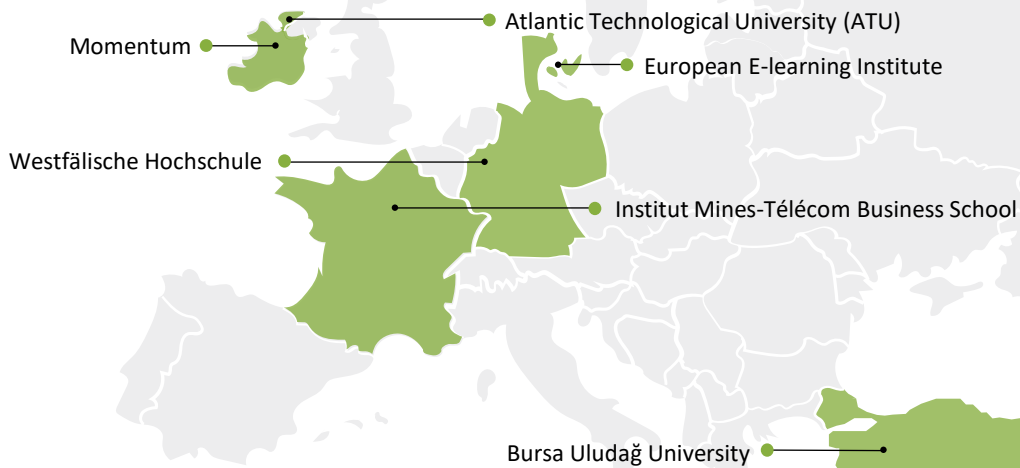 Atlantic Technological University (ATU)
Momentum
European E-learning Institute
Westfälische Hochschule
Institut Mines-Télécom Business School
Bursa Uludağ University